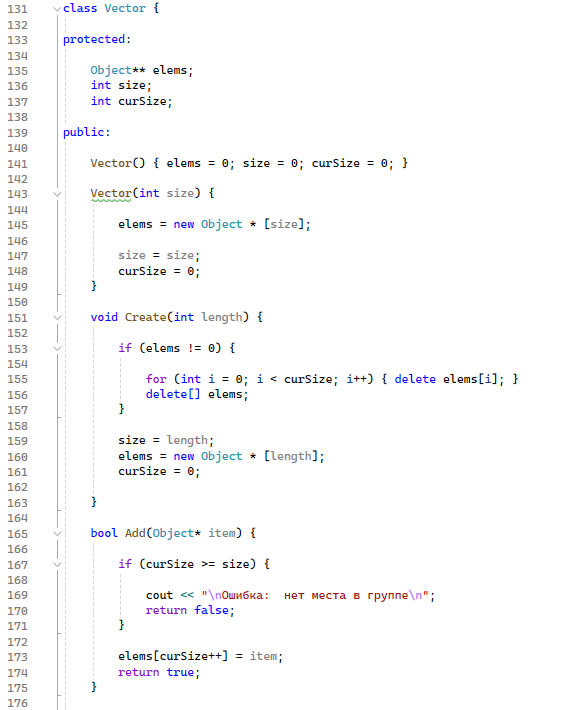 131 class Vector {
132
133 protected:
134
135     Object** elems;
136     int size;
137     int curSize;
138
139 public:
140
141     Vector() { elems = 0; size = 0; curSize = 0; }
142
143     Vector(int size) {
144
145         elems = new Object * [size];
146
147         size = size;
148         curSize = 0;
149     }
150
151     void Create(int length) {
152
153         if (elems != 0) {
154
155             for (int i = 0; i < curSize; i++) { delete elems[i]; }
156             delete[] elems;
157         }
158
159         size = length;
160         elems = new Object * [length];
161         curSize = 0;
162
163     }
164
165     bool Add(Object* item) {
166
167         if (curSize >= size) {
168
169             cout << "\nОшибка:  нет места в группе\n";
170             return false;
171         }
172
173         elems[curSize++] = item;
174         return true;
175     }
176